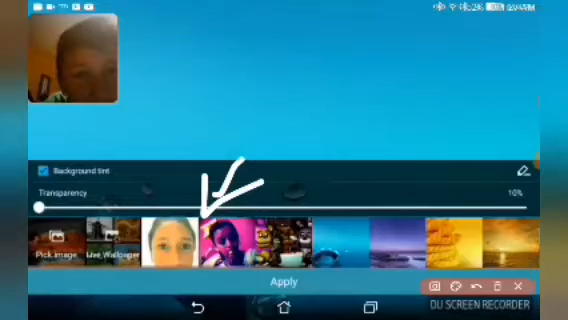 Background tint
Transparency 10%
Pick image Live Wallpaper
Apply
DU SCREEN RECORDER